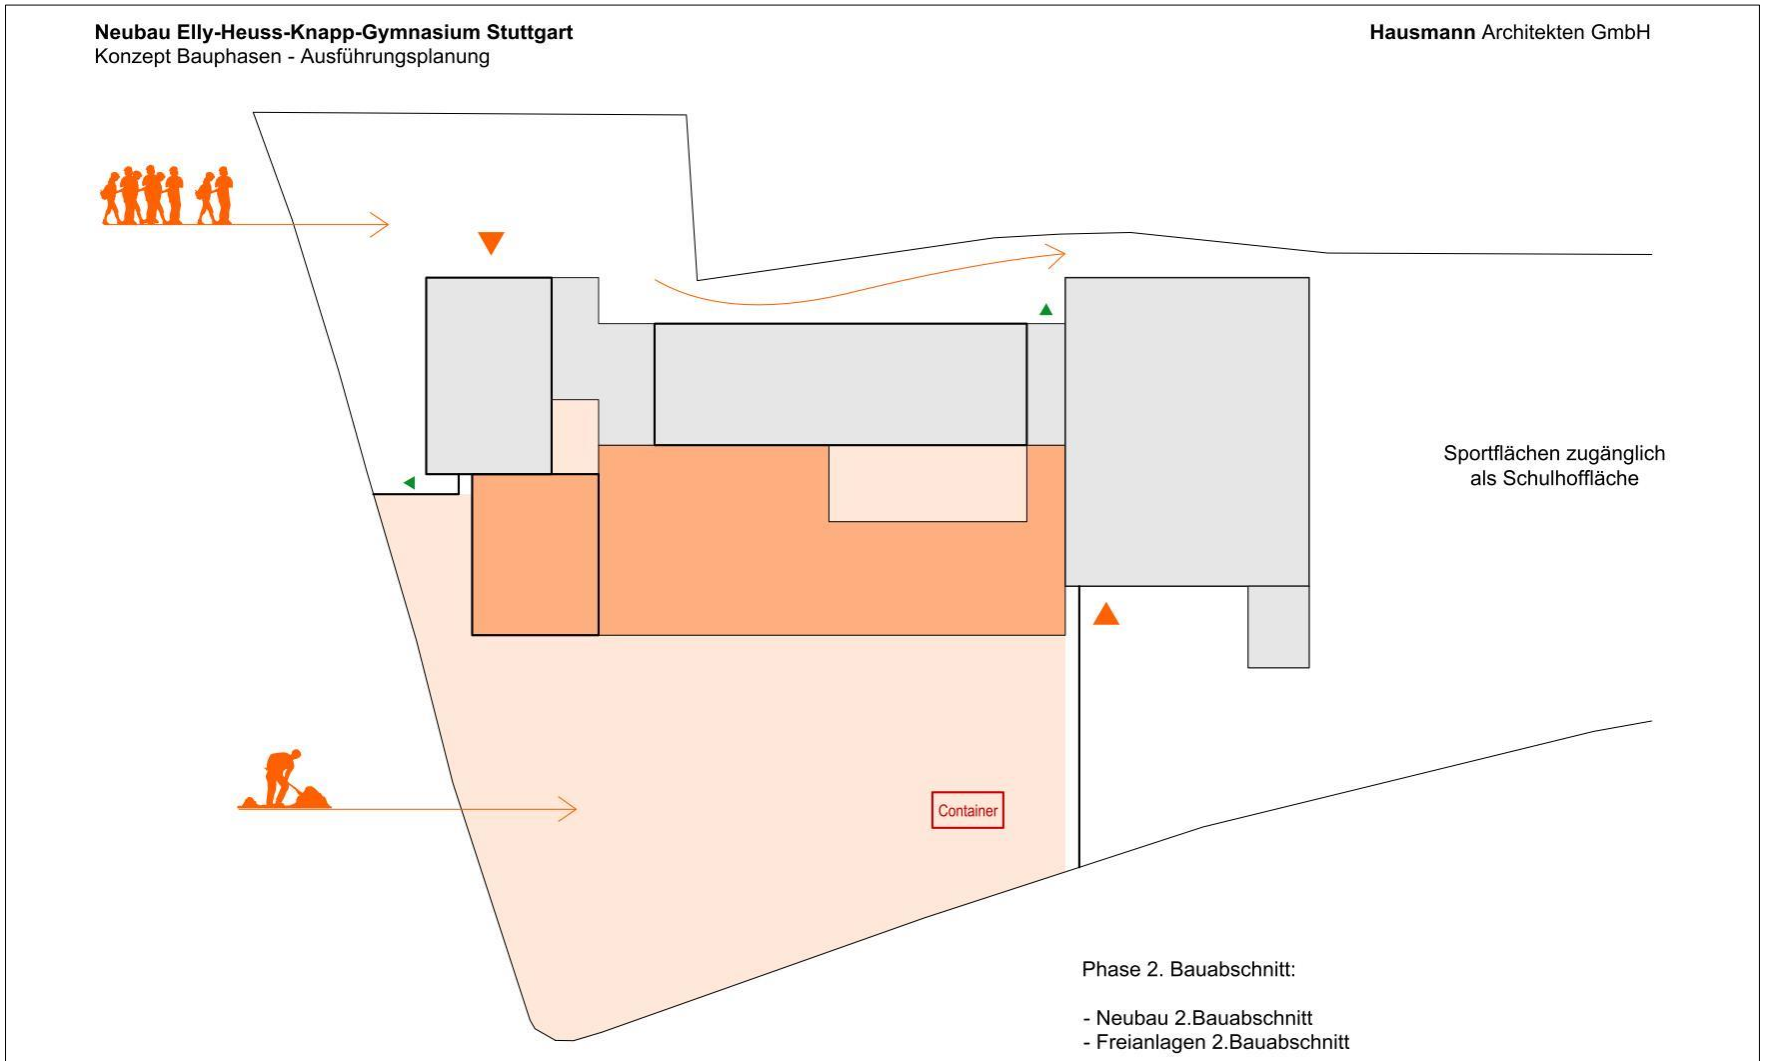 Neubau Elly-Heuss-Knapp-Gymnasium Stuttgart
Konzept Bauphasen - Ausführungsplanung
Hausmann Architekten GmbH
Sportflächen zugänglich
als Schulhoffläche
Container
Phase 2. Bauabschnitt:
- Neubau 2.Bauabschnitt
- Freianlagen 2.Bauabschnitt